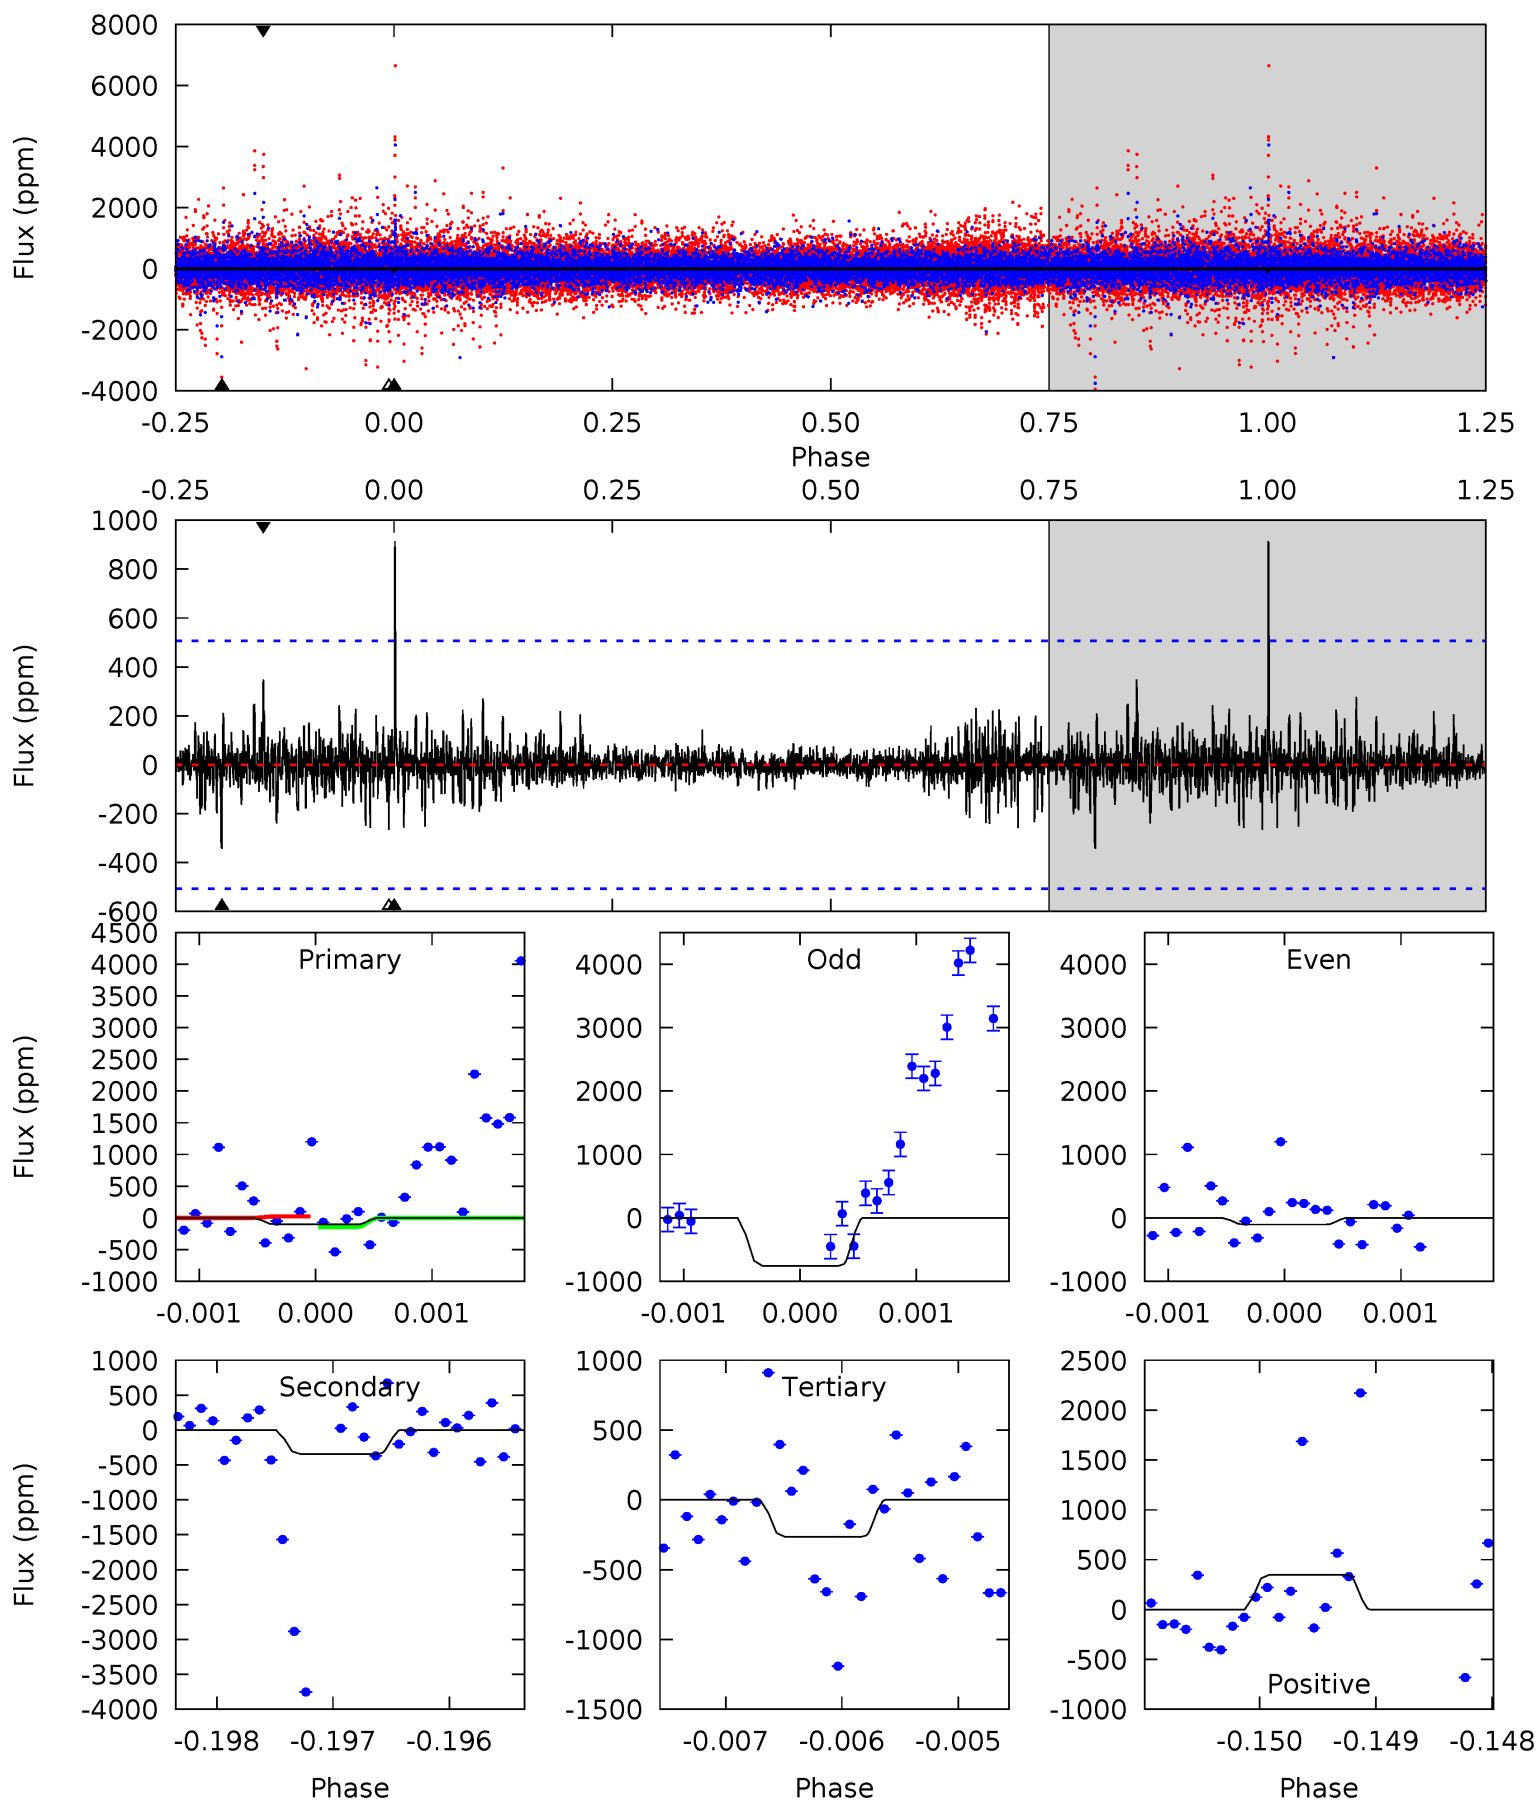 8000
6000
4000
2000
0
-2000
-4000
Flux (ppm)
-0.25 0.00 0.25 0.50 0.75 1.00 1.25
Phase
-0.25 0.00 0.25 0.50 0.75 1.00 1.25
1000
800
600
400
200
0
-200
-400
-600
Flux (ppm)
Primary
4500
4000
3500
3000
2500
2000
1500
1000
500
0
-500
-1000
Flux (ppm)
-0.001 0.000 0.001
Odd
4000
3000
2000
1000
0
-1000
-0.001 0.000 0.001
Even
4000
3000
2000
1000
0
-1000
-0.001 0.000 0.001
Secondary
1000
500
0
-500
-1000
-1500
-2000
-2500
-3000
-3500
-4000
Flux (ppm)
-0.198 -0.197 -0.196
Phase
Tertiary
1000
500
0
-500
-1000
-1500
-0.007 -0.006 -0.005
Phase
2500
2000
1500
1000
500
0
-500
-1000
Positive
-0.150 -0.149 -0.148
Phase